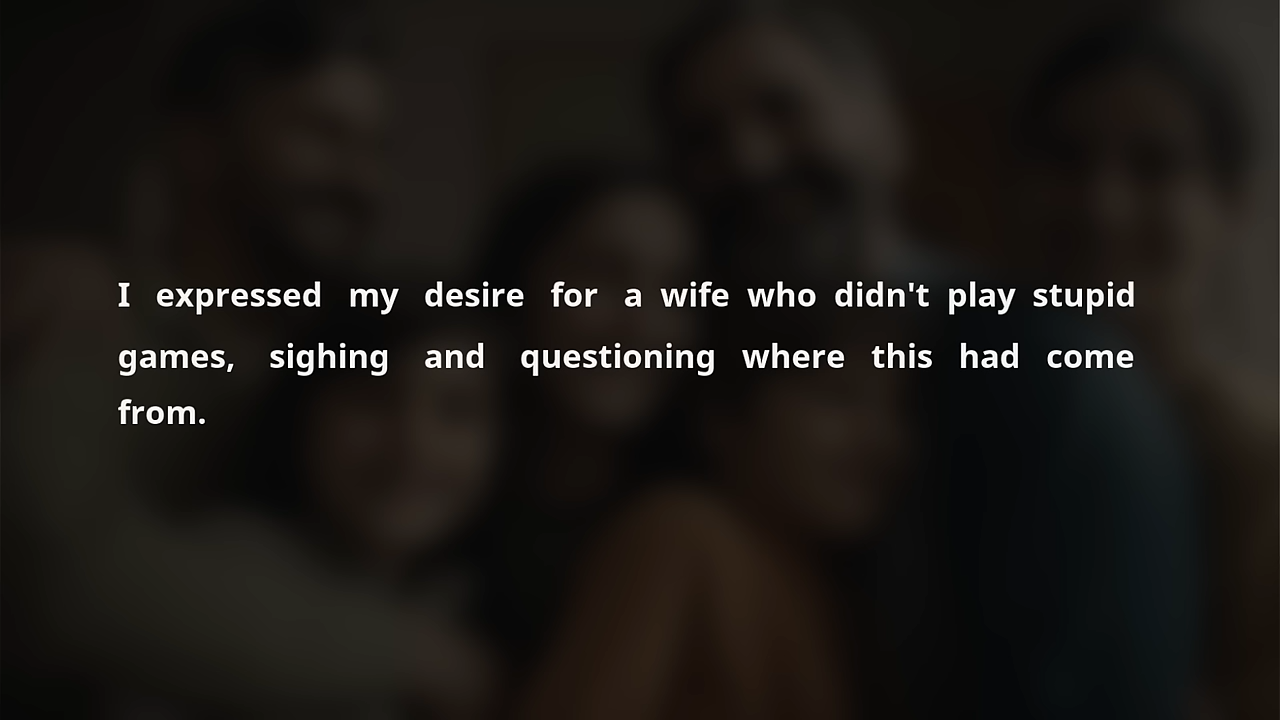 I expressed my desire for a wife who didn't play stupid
games, sighing and questioning where this had come
from.